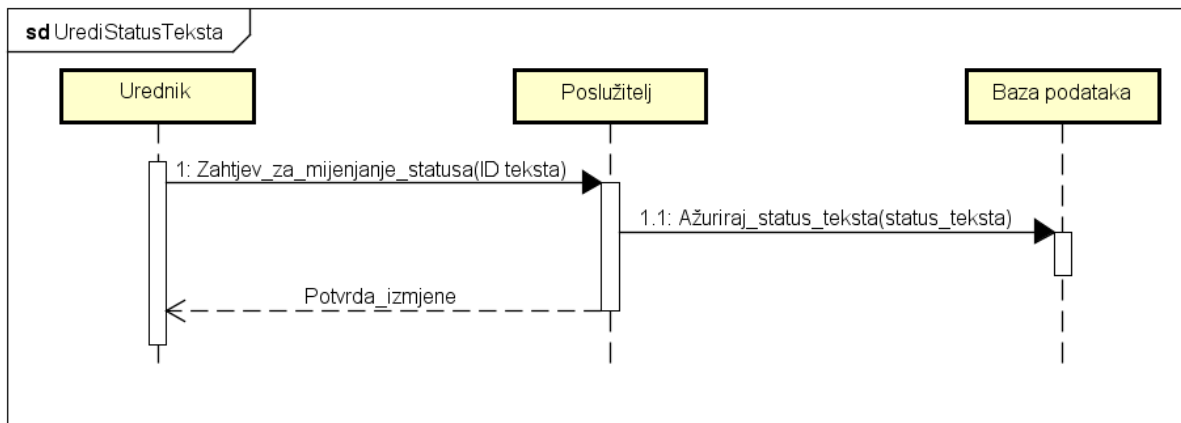 sd UrediStatusTeksta
Urednik
Poslužitelj
Baza podataka
1: Zahtjev_za_mijenjanje_statusa(ID teksta)
1.1: Ažuriraj_status_teksta(status_teksta)
Potvrda_izmjene